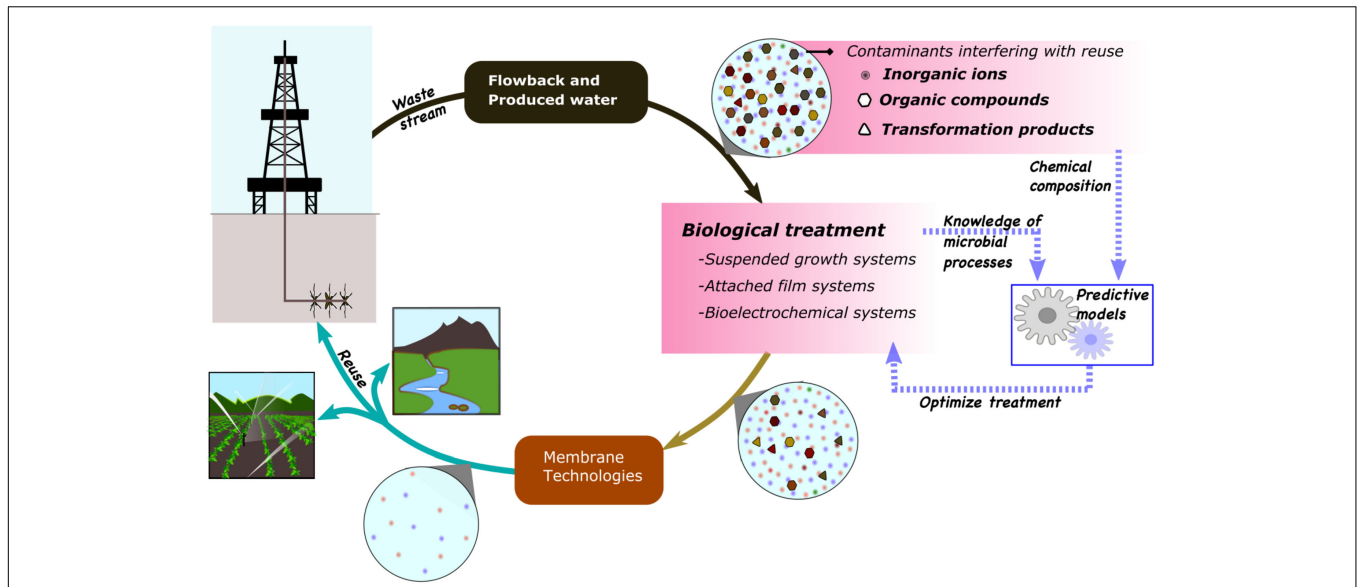 Waste
stream
Flowback and
Produced water
Contaminants interfering with reuse
Inorganic ions
Organic compounds
Transformation products
Chemical
composition
Biological treatment
-Suspended growth systems
-Attached film systems
-Bioelectrochemical systems
Knowledge of
microbial
processes
Predictive
models
Optimize treatment
Reuse
Membrane
Technologies